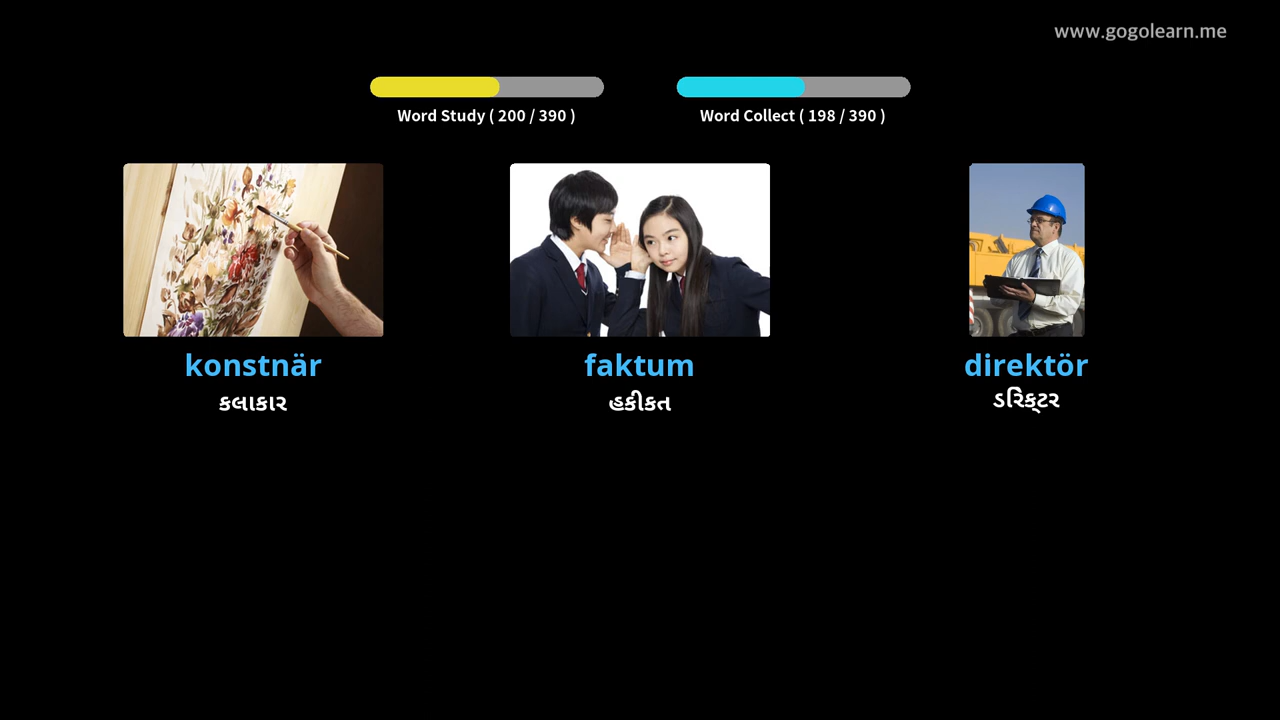 www.gogolearn.me
Word Study ( 200 / 390 )
Word Collect ( 198 / 390 )
konstnär
કલાકાર
faktum
હકીકત
direktör
ડિરેક્ટર